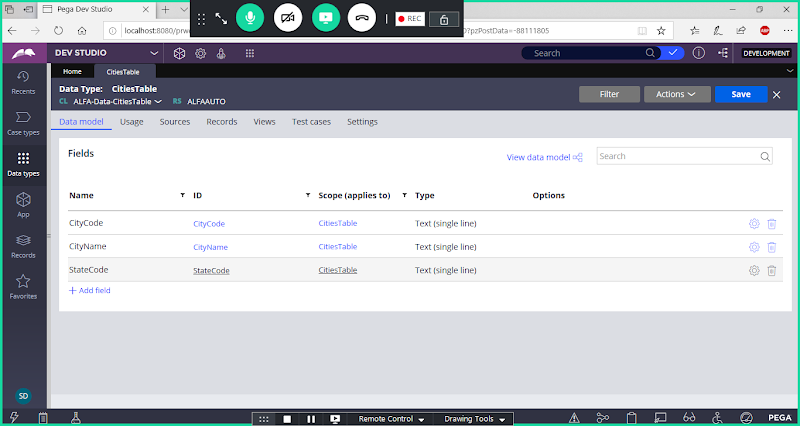 Pega Dev Studio
localhost:8080/prwe
0?pzPostData=-88111805
REC
DEV STUDIO
Search
DEVELOPMENT
Recents
Case types
Data types
App
Records
Favorites
SD
Home
CitiesTable
Data Type: CitiesTable
CL ALFA-Data-CitiesTable
RS ALFAAUTO
Filter
Actions
Save
Data model
Usage
Sources
Records
Views
Test cases
Settings
Fields
View data model
Search
Name ID Scope (applies to) Type Options
CityCode CityCode CitiesTable Text (single line)
CityName CityName CitiesTable Text (single line)
StateCode StateCode CitiesTable Text (single line)
+ Add field
Remote Control
Drawing Tools
PEGA